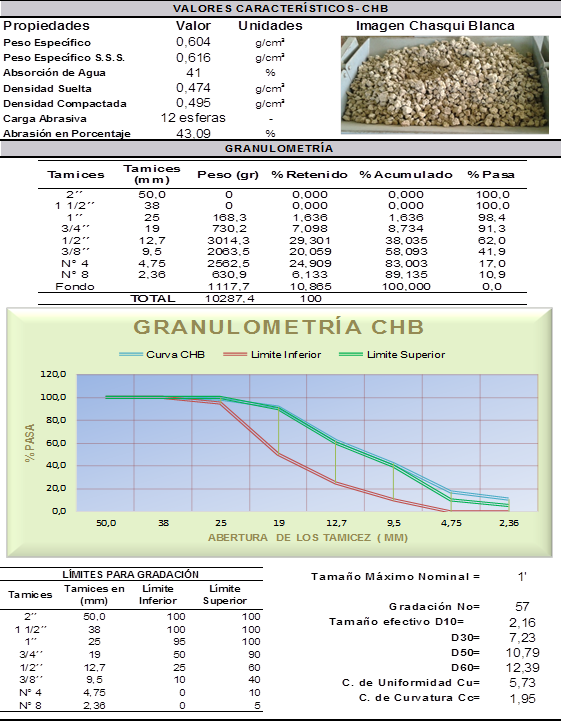 VALORES CARACTERÍSTICOS- CHB
Propiedades Valor Unidades Imagen Chasqui Blanca
Peso Específico 0,604 g/cm³
Peso Específico S.S.S. 0,616 g/cm³
Absorción de Agua 41 %
Densidad Suelta 0,474 g/cm³
Densidad Compactada 0,495 g/cm³
Carga Abrasiva 12 esferas -
Abrasión en Porcentaje 43,09 %
GRANULOMETRÍA
Tamices Tamices (mm) Peso (gr) % Retenido % Acumulado % Pasa
2´´ 50,0 0 0,000 0,000 100,0
1 1/2´´ 38 0 0,000 0,000 100,0
1´´ 25 168,3 1,636 1,636 98,4
3/4´´ 19 730,2 7,098 8,734 91,3
1/2´´ 12,7 3014,3 29,301 38,035 62,0
3/8´´ 9,5 2063,5 20,059 58,093 41,9
N° 4 4,75 2562,5 24,909 83,003 17,0
N° 8 2,36 630,9 6,133 89,135 10,9
Fondo 1117,7 10,865 100,000 0,0
TOTAL 10287,4 100
GRANULOMETRÍA CHB
Curva CHB Limite Inferior Limite Superior
% PASA
120,0
100,0
80,0
60,0
40,0
20,0
0,0
50,0 38 25 19 12,7 9,5 4,75 2,36
ABERTURA DE LOS TAMICEZ ( MM)
LÍMITES PARA GRADACIÓN
Tamices Tamices en (mm) Límite Inferior Límite Superior
2´´ 50,0 100 100
1 1/2´´ 38 100 100
1´´ 25 95 100
3/4´´ 19 50 90
1/2´´ 12,7 25 60
3/8´´ 9,5 10 40
N° 4 4,75 0 10
N° 8 2,36 0 5
Tamaño Máximo Nominal = 1'
Gradación No= 57
Tamaño efectivo D10= 2,16
D30= 7,23
D50= 10,79
D60= 12,39
C. de Uniformidad Cu= 5,73
C. de Curvatura Cc= 1,95